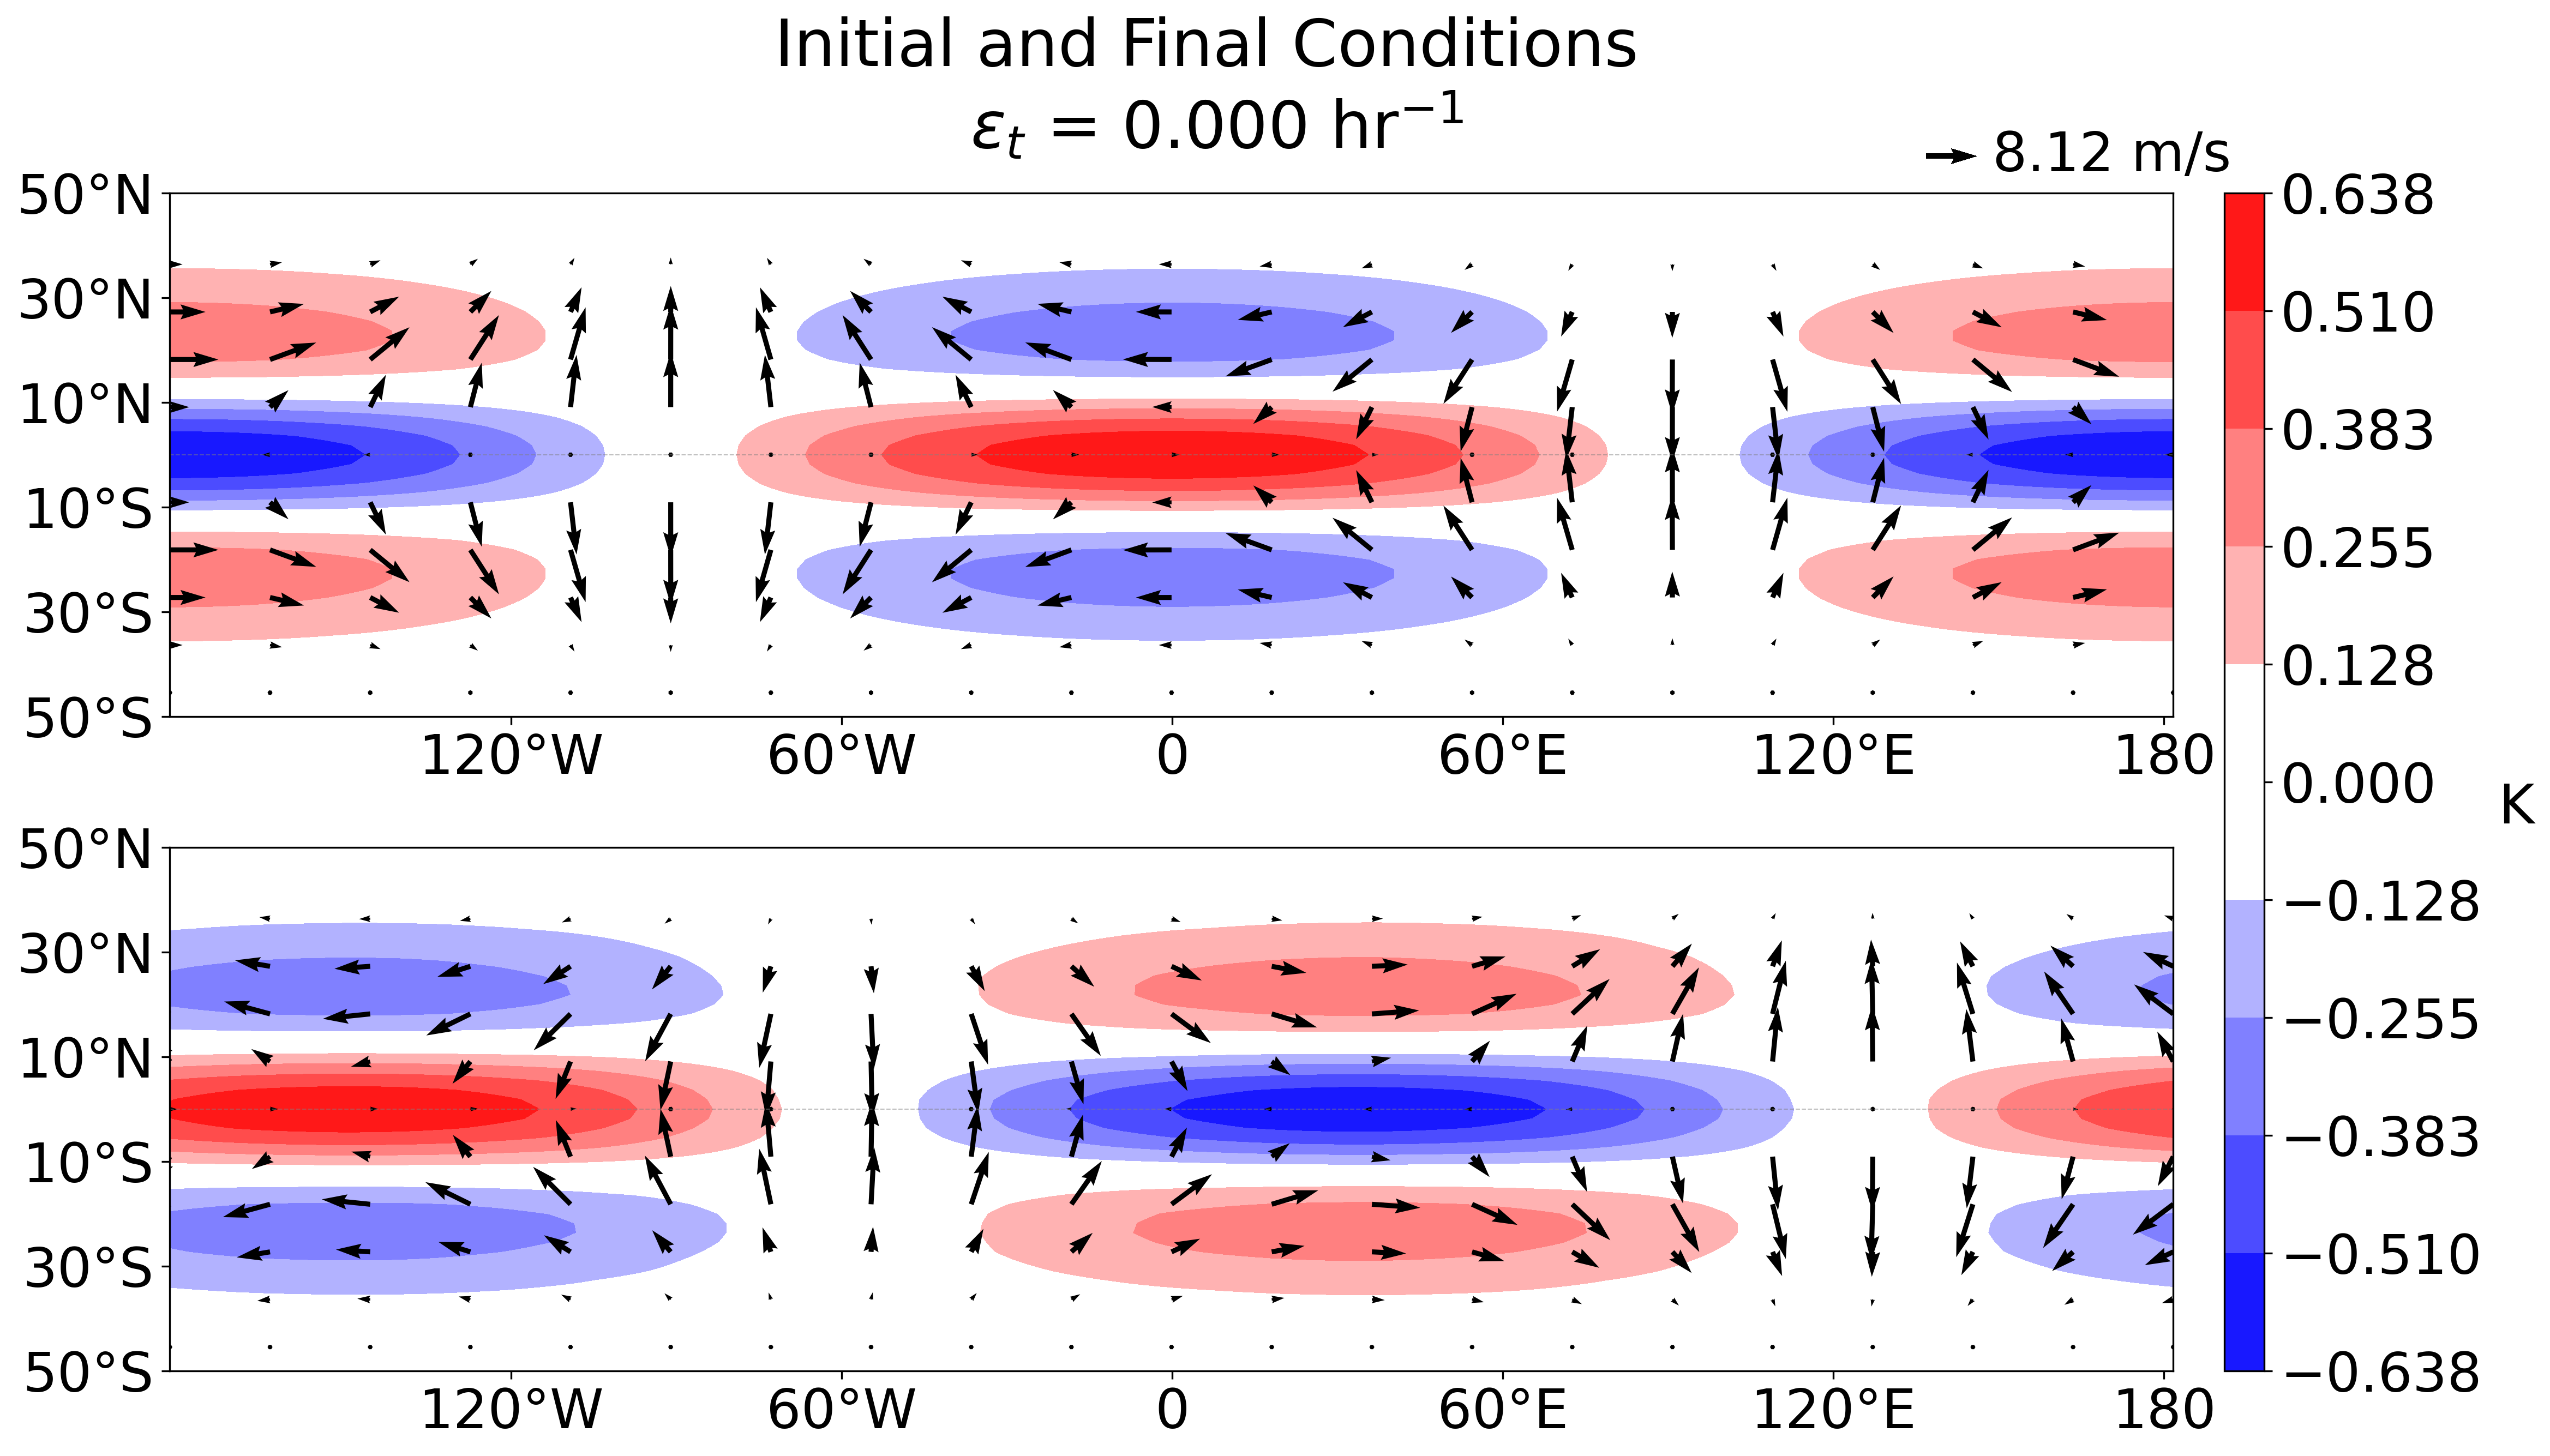 Initial and Final Conditions
εt = 0.000 hr−1
8.12 m/s
50°N
30°N
10°N
10°S
30°S
50°S
120°W 60°W 0 60°E 120°E 180
50°N
30°N
10°N
10°S
30°S
50°S
120°W 60°W 0 60°E 120°E 180
0.638
0.510
0.383
0.255
0.128
0.000
−0.128
−0.255
−0.383
−0.510
−0.638
K